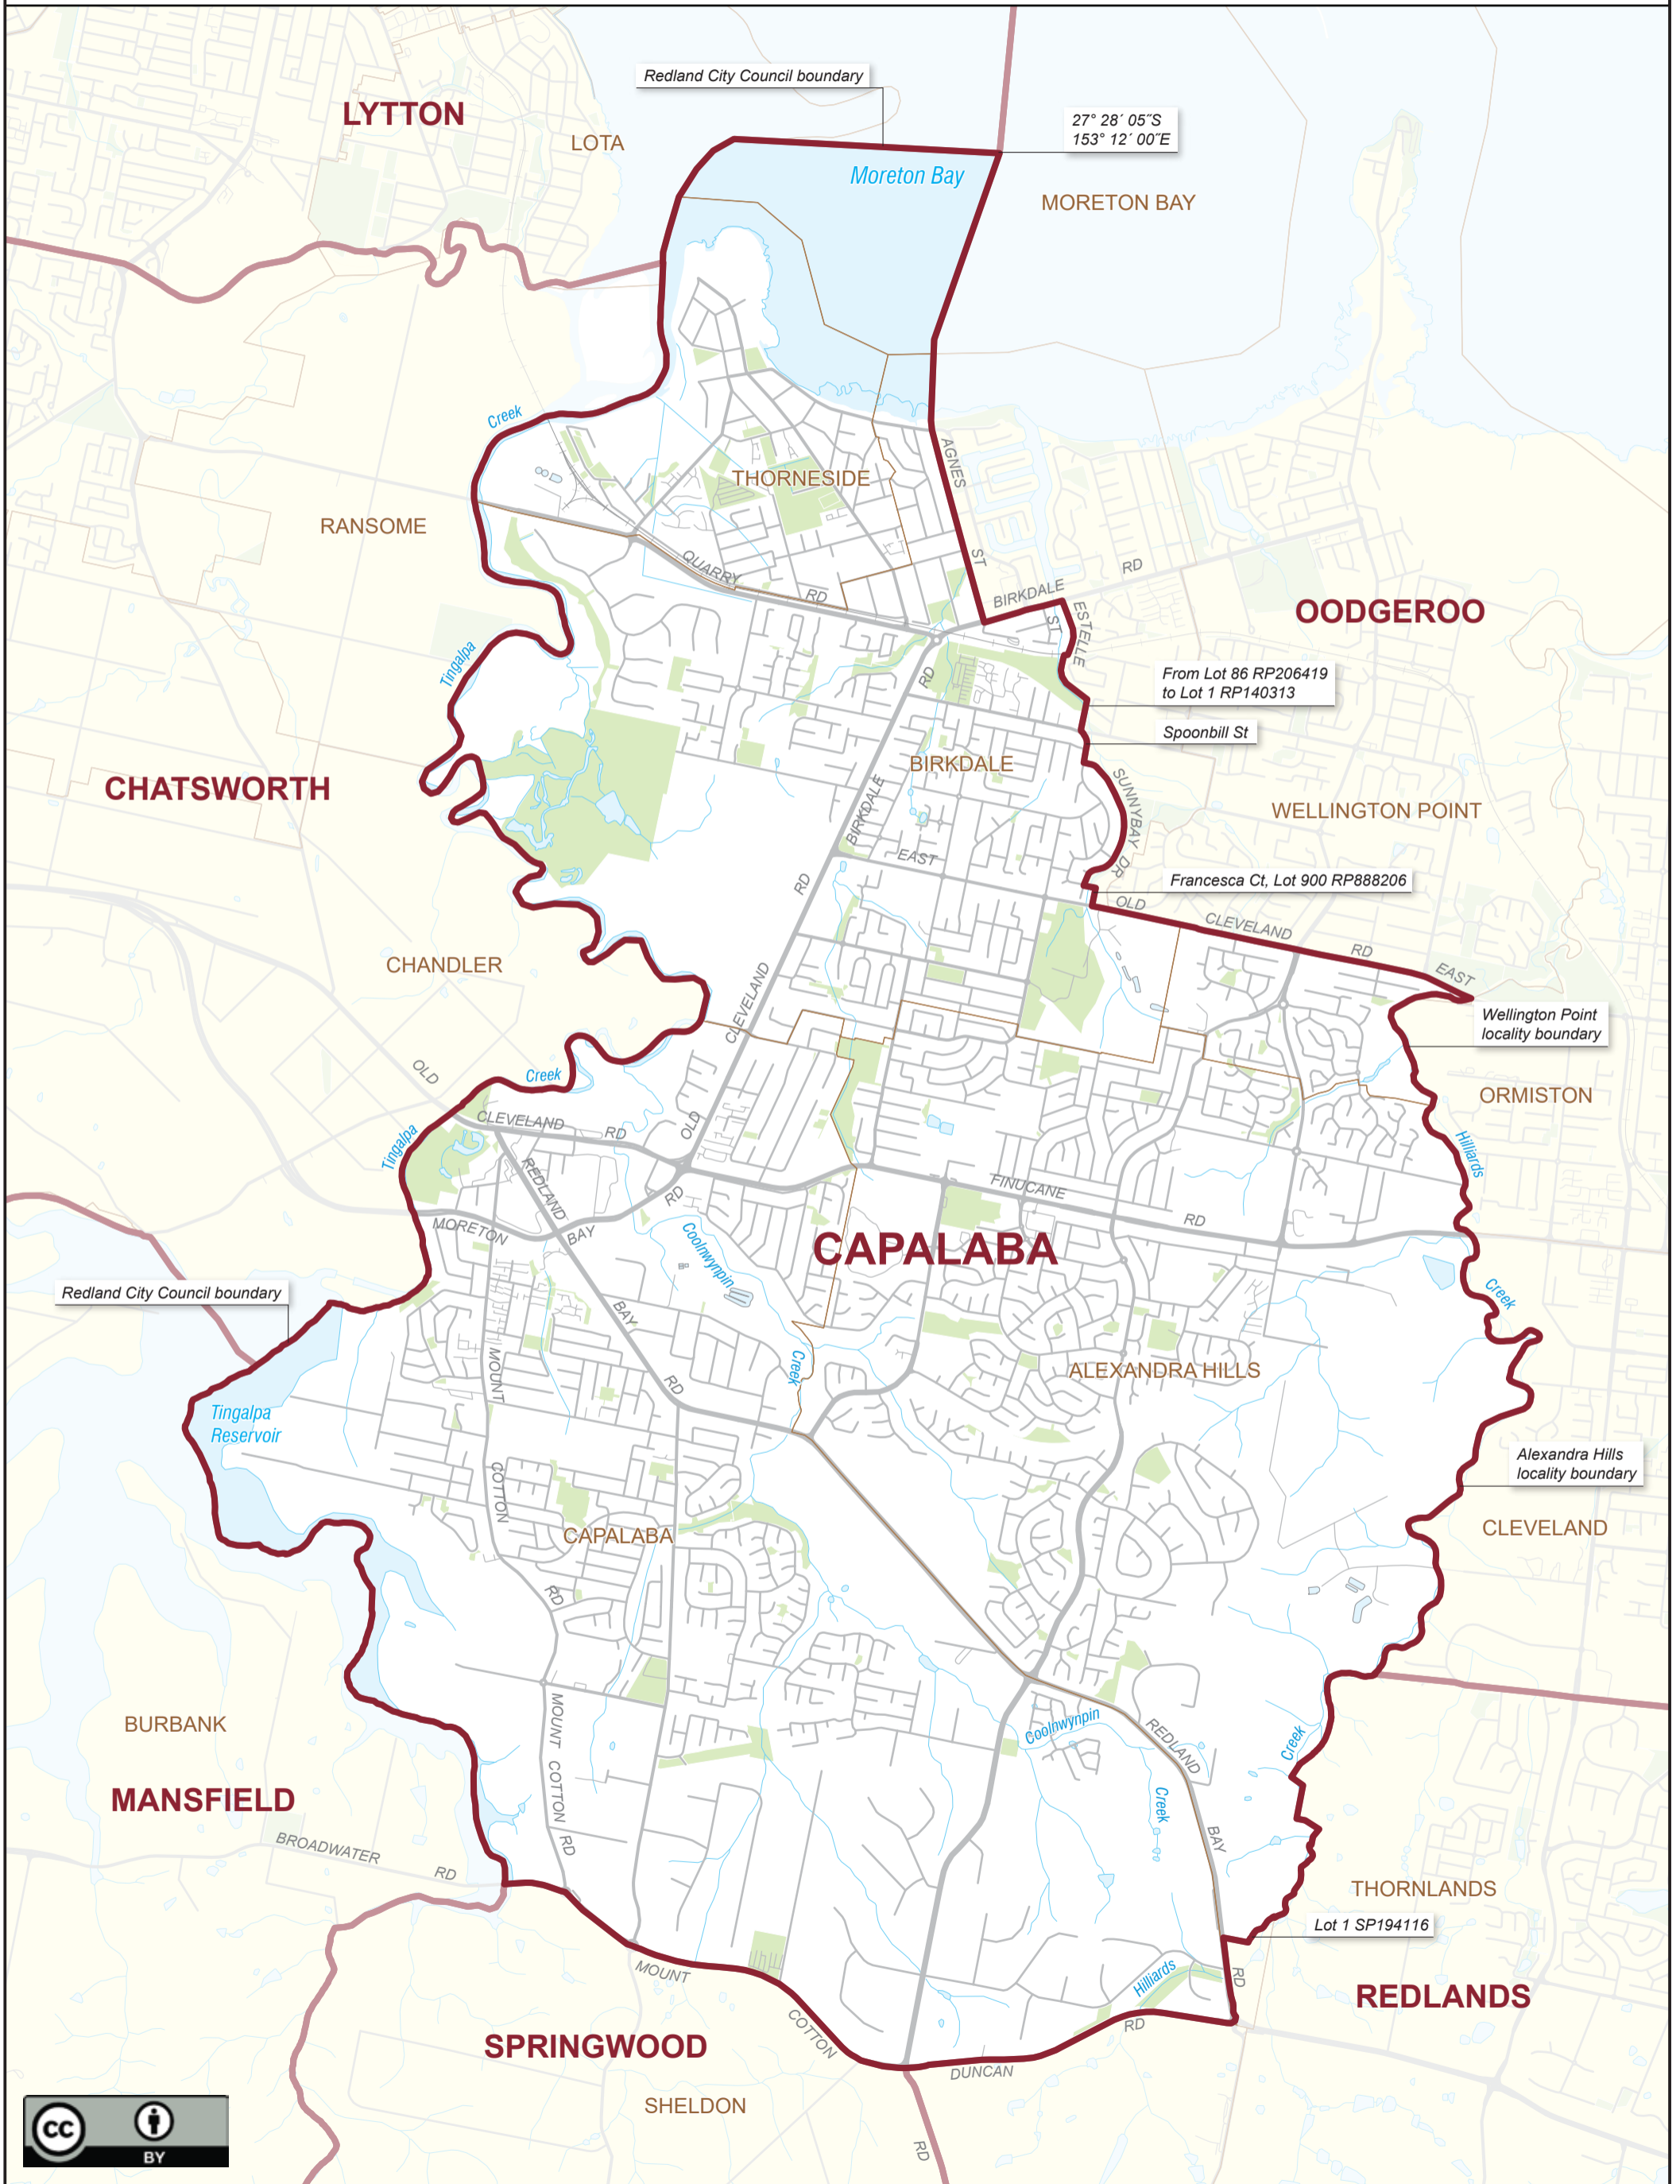 Redland City Council boundary
27° 28´ 05˝S
153° 12´ 00˝E
LYTTON
LOTA
Moreton Bay
MORETON BAY
Creek
AGNES
ST
THORNESIDE
RANSOME
QUARRY
RD
BIRKDALE
RD
ST
ESTELLE
OODGEROO
Tingalpa
RD
From Lot 86 RP206419
to Lot 1 RP140313
Spoonbill St
CHATSWORTH
BIRKDALE
BIRKDALE
SUNNYBAY
DR
WELLINGTON POINT
EAST
RD
Francesca Ct, Lot 900 RP888206
OLD
CLEVELAND
RD
EAST
CHANDLER
CLEVELAND
Wellington Point
locality boundary
OLD
Creek
ORMISTON
CLEVELAND
RD
OLD
Tingalpa
Hilliards
REDLAND
FINUCANE
RD
MORETON
BAY
RD
CAPALABA
Coolnwynpin
Redland City Council boundary
Creek
BAY
MOUNT
Creek
ALEXANDRA HILLS
RD
Tingalpa
Reservoir
Alexandra Hills
locality boundary
COTTON
CAPALABA
CLEVELAND
RD
BURBANK
MOUNT
COTTON
RD
Coolnwynpin
REDLAND
Creek
MANSFIELD
Creek
BAY
BROADWATER
RD
THORNLANDS
Lot 1 SP194116
MOUNT
Hilliards
RD
REDLANDS
COTTON
RD
SPRINGWOOD
DUNCAN
SHELDON
RD
CC
BY